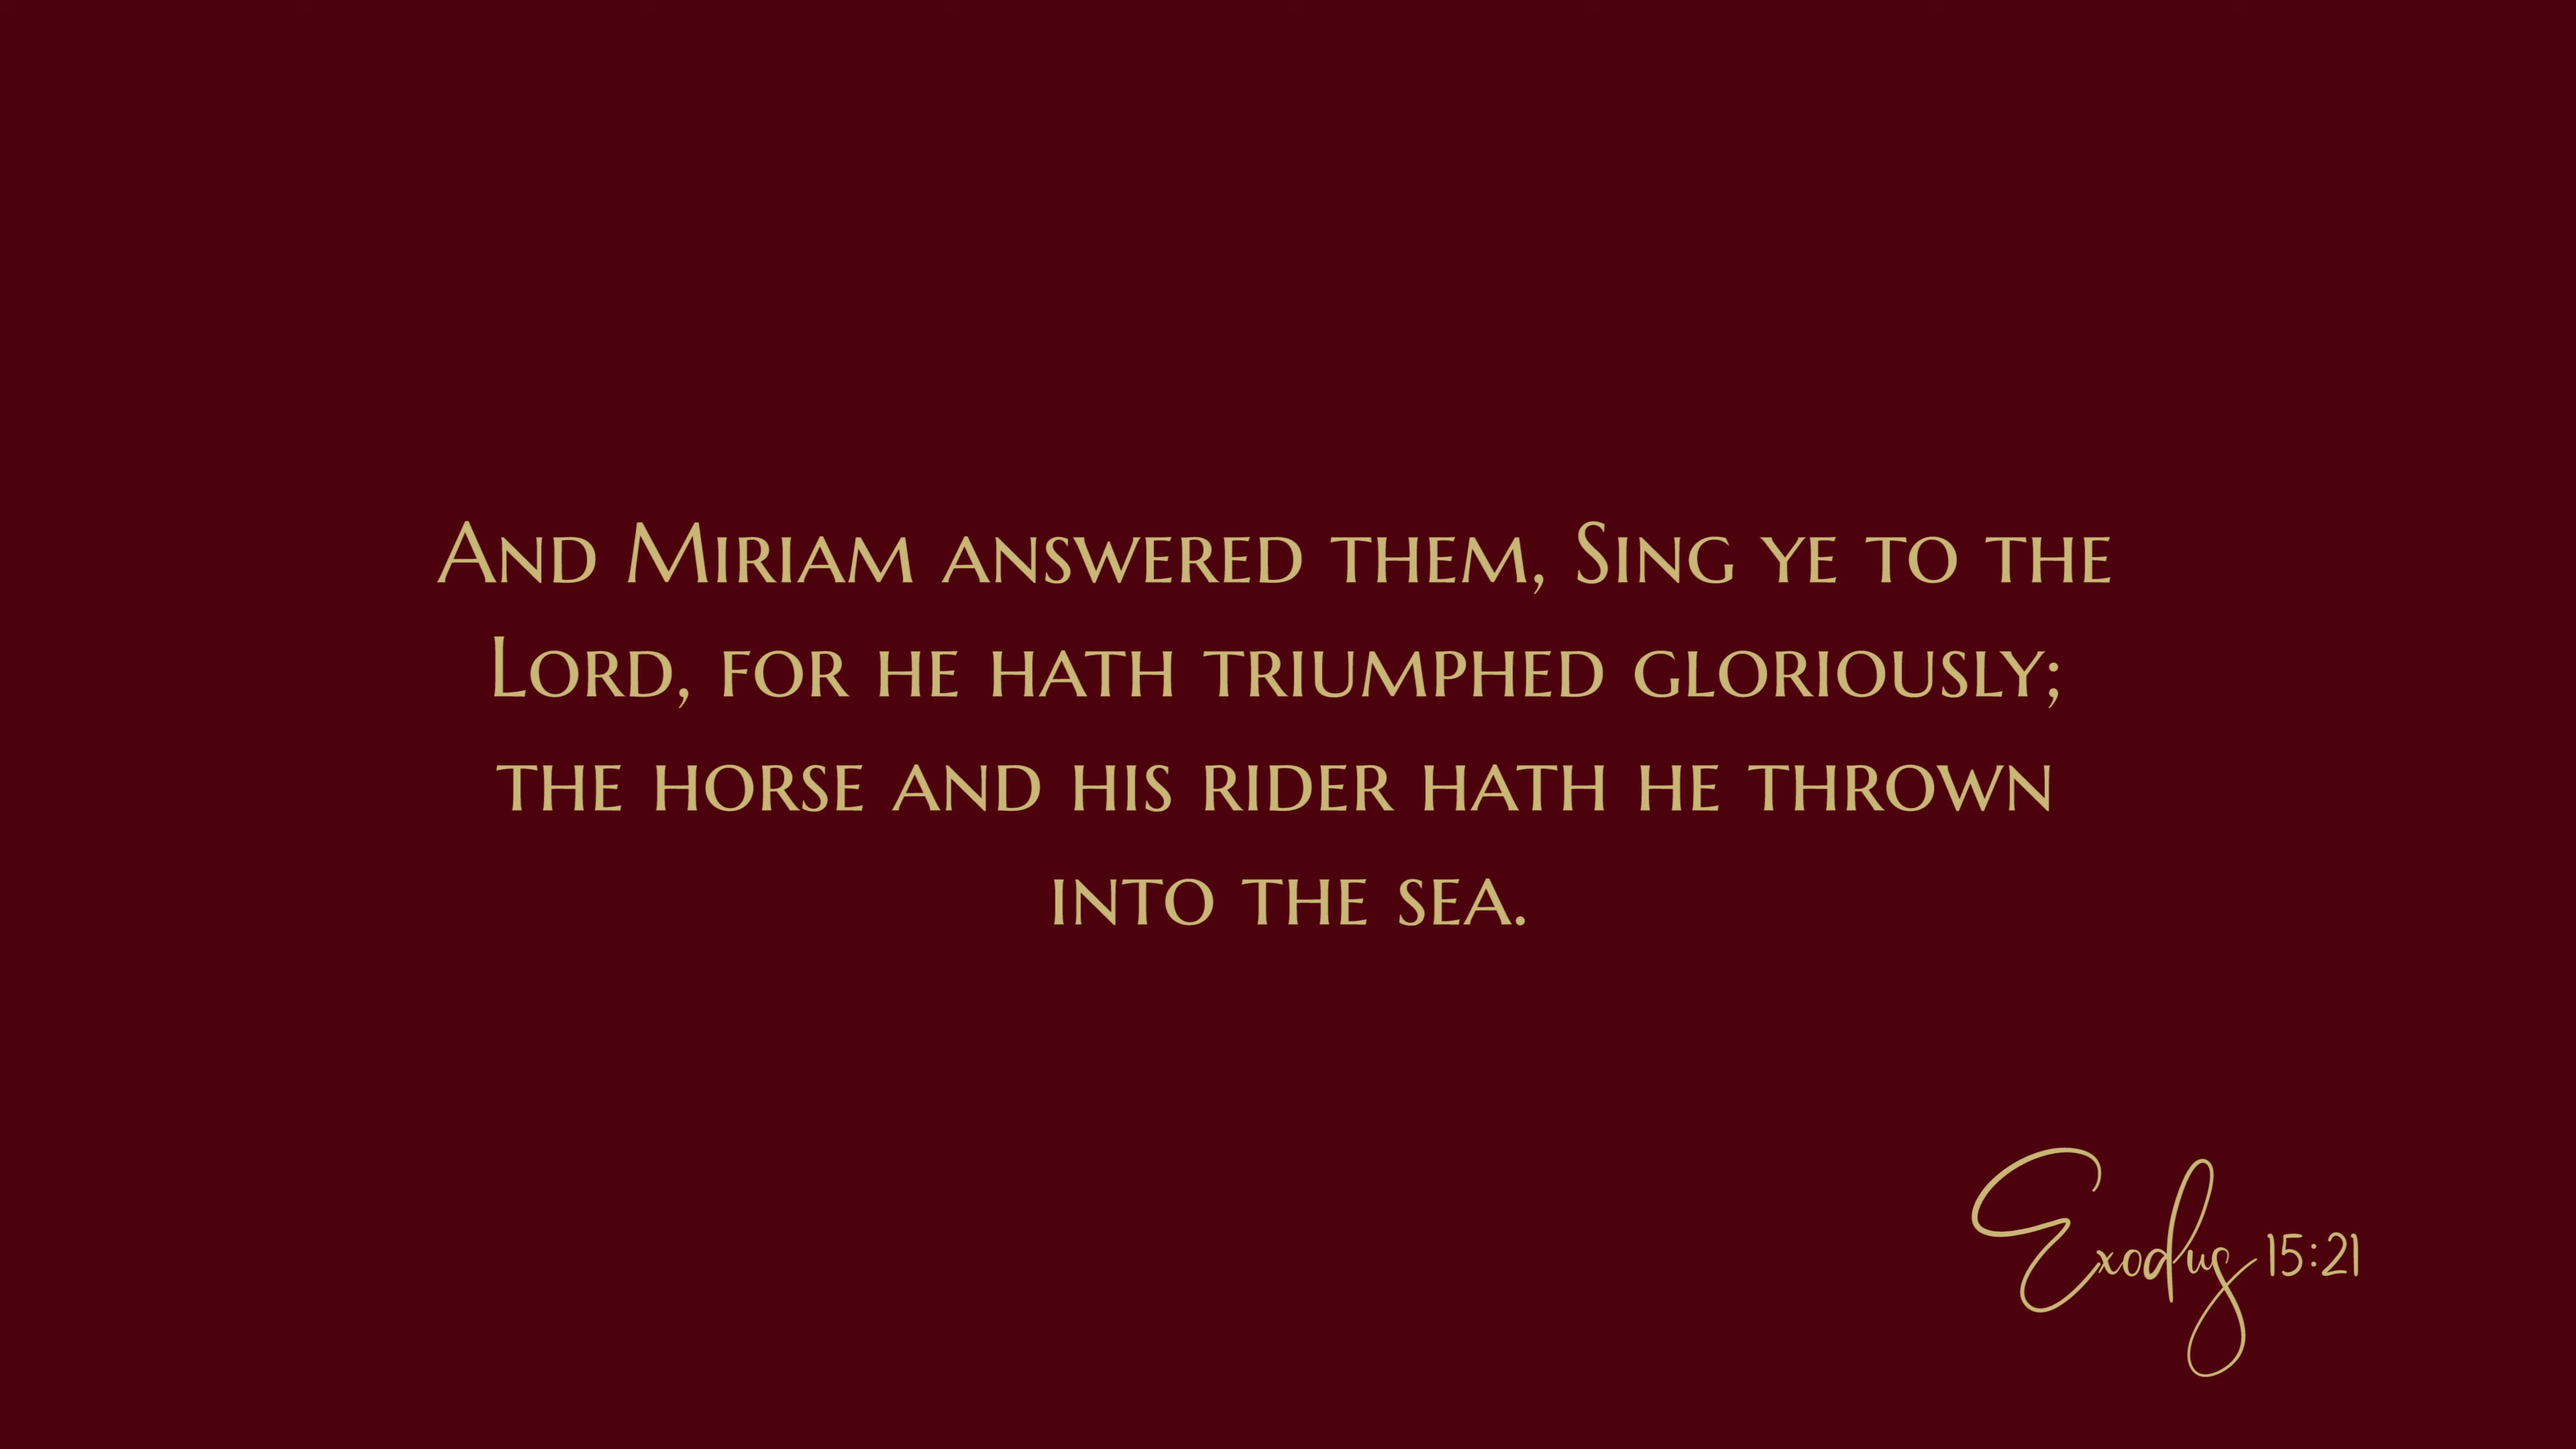 And Miriam answered them, Sing ye to the
Lord, for he hath triumphed gloriously;
the horse and his rider hath he thrown
into the sea.
Exodus 15:21